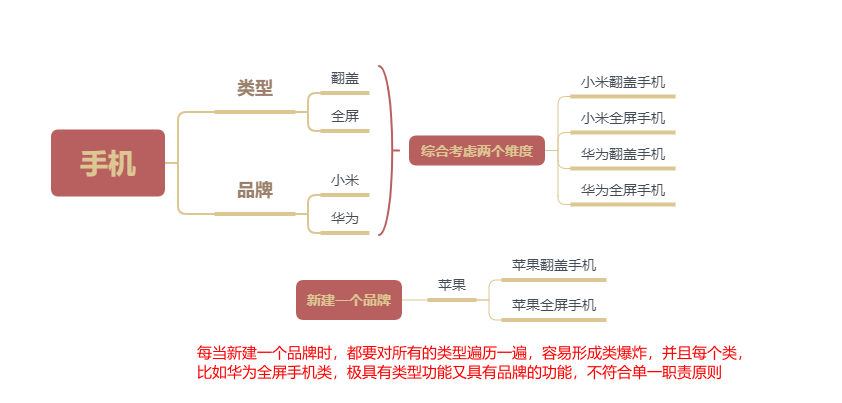 手机
类型
翻盖
全屏
品牌
小米
华为
综合考虑两个维度
小米翻盖手机
小米全屏手机
华为翻盖手机
华为全屏手机
新建一个品牌
苹果
苹果翻盖手机
苹果全屏手机
每当新建一个品牌时，都要对所有的类型遍历一遍，容易形成类爆炸，并且每个类，
比如华为全屏手机类，极具有类型功能又具有品牌的功能，不符合单一职责原则